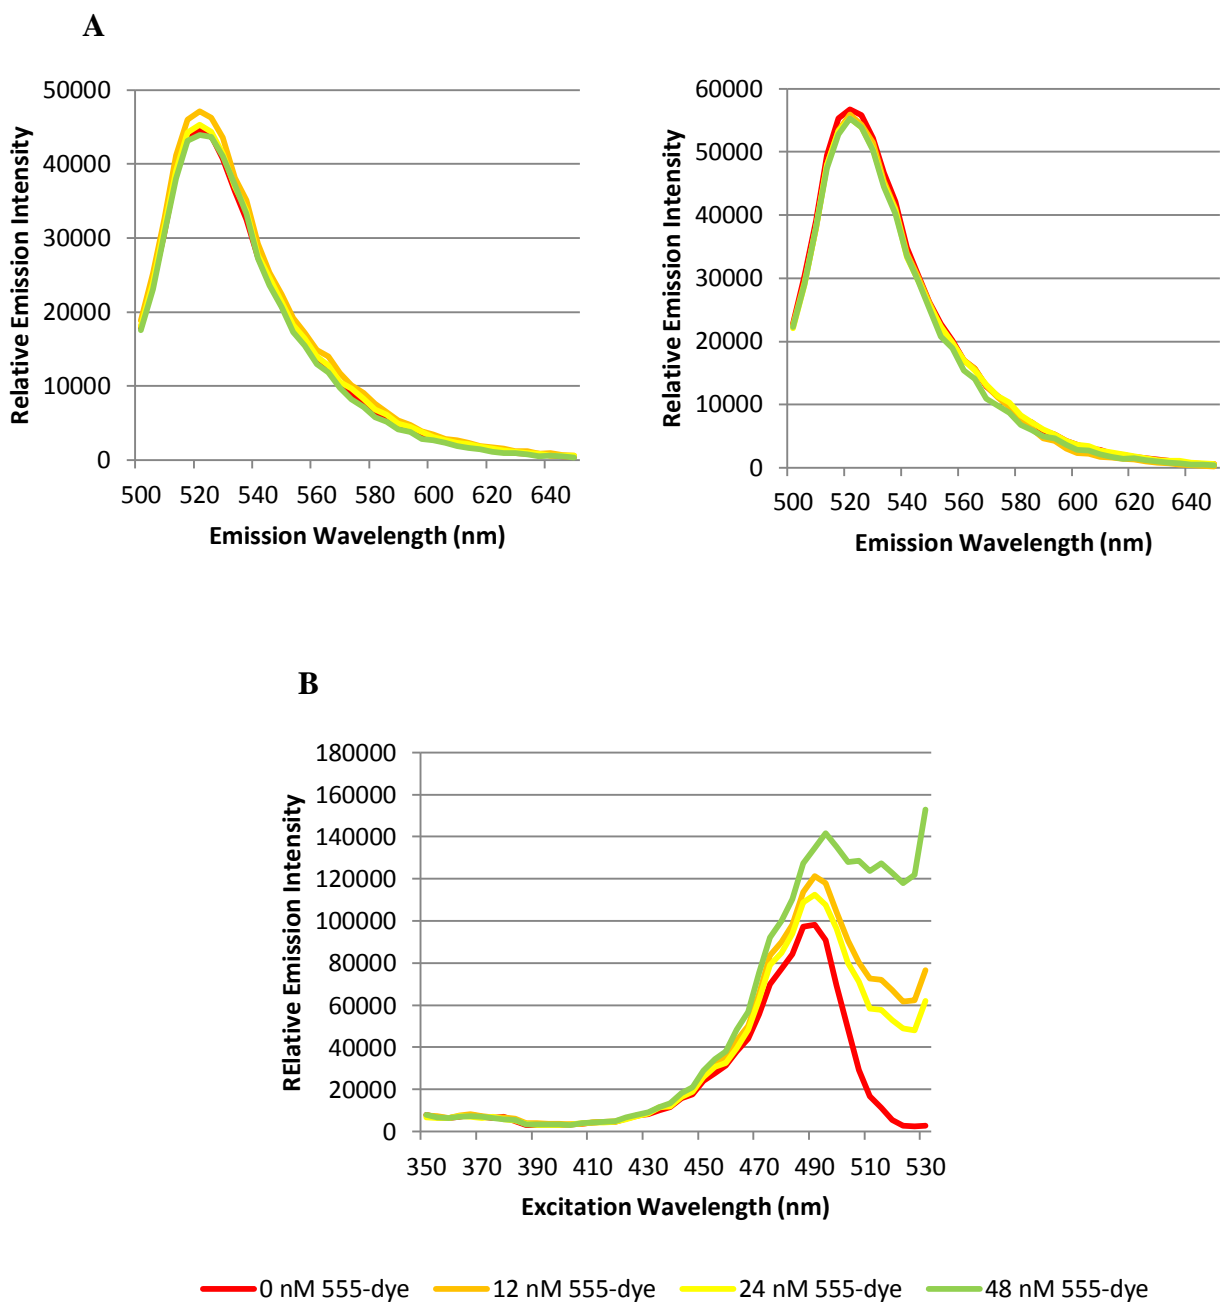 A
Relative Emission Intensity
50000
40000
30000
20000
10000
0
500 520 540 560 580 600 620 640
Emission Wavelength (nm)
Relative Emission Intensity
60000
50000
40000
30000
20000
10000
0
500 520 540 560 580 600 620 640
Emission Wavelength (nm)
B
RElative Emission Intensity
180000
160000
140000
120000
100000
80000
60000
40000
20000
0
350 370 390 410 430 450 470 490 510 530
Excitation Wavelength (nm)
0 nM 555-dye 12 nM 555-dye 24 nM 555-dye 48 nM 555-dye